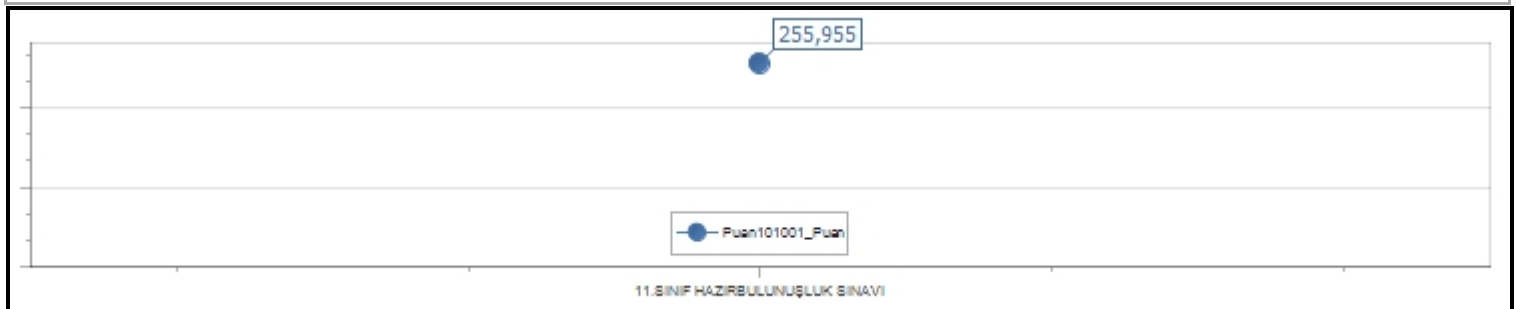 255,955
Puan101001_Puan
11.SINIF HAZIRBULUNUŞLUK SINAVI